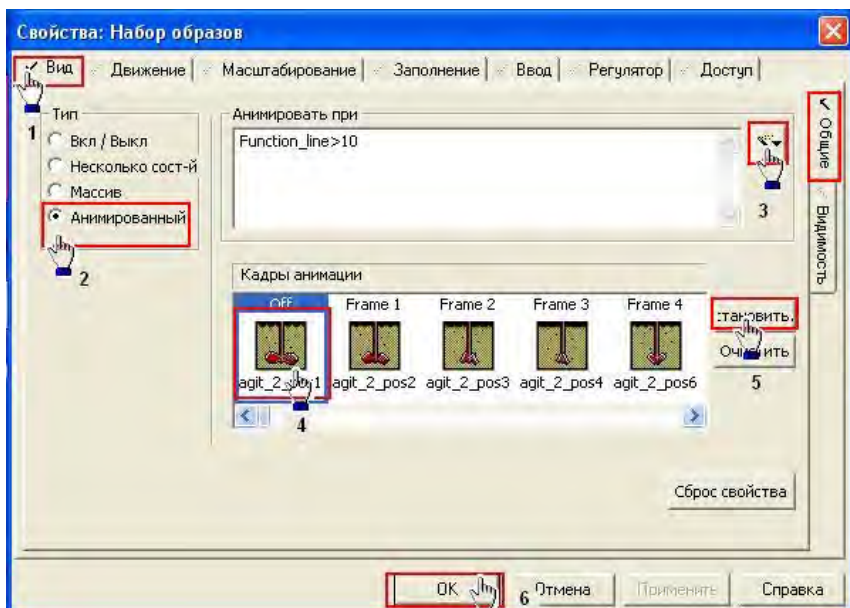 Свойства: Набор образов
Вид Движение Масштабирование Заполнение Ввод Регулятор Доступ
1
Тип
Вкл / Выкл
Несколько сост-й
Массив
Анимированный
2
Анимировать при
Function_line>10
3
Общие
Видимость
Кадры анимации
Off Frame 1 Frame 2 Frame 3 Frame 4
agit_2_pos2 agit_2_pos3 agit_2_pos4 agit_2_pos6
4
становить.
5
Сброс свойства
OK 6 Отмена Применить Справка